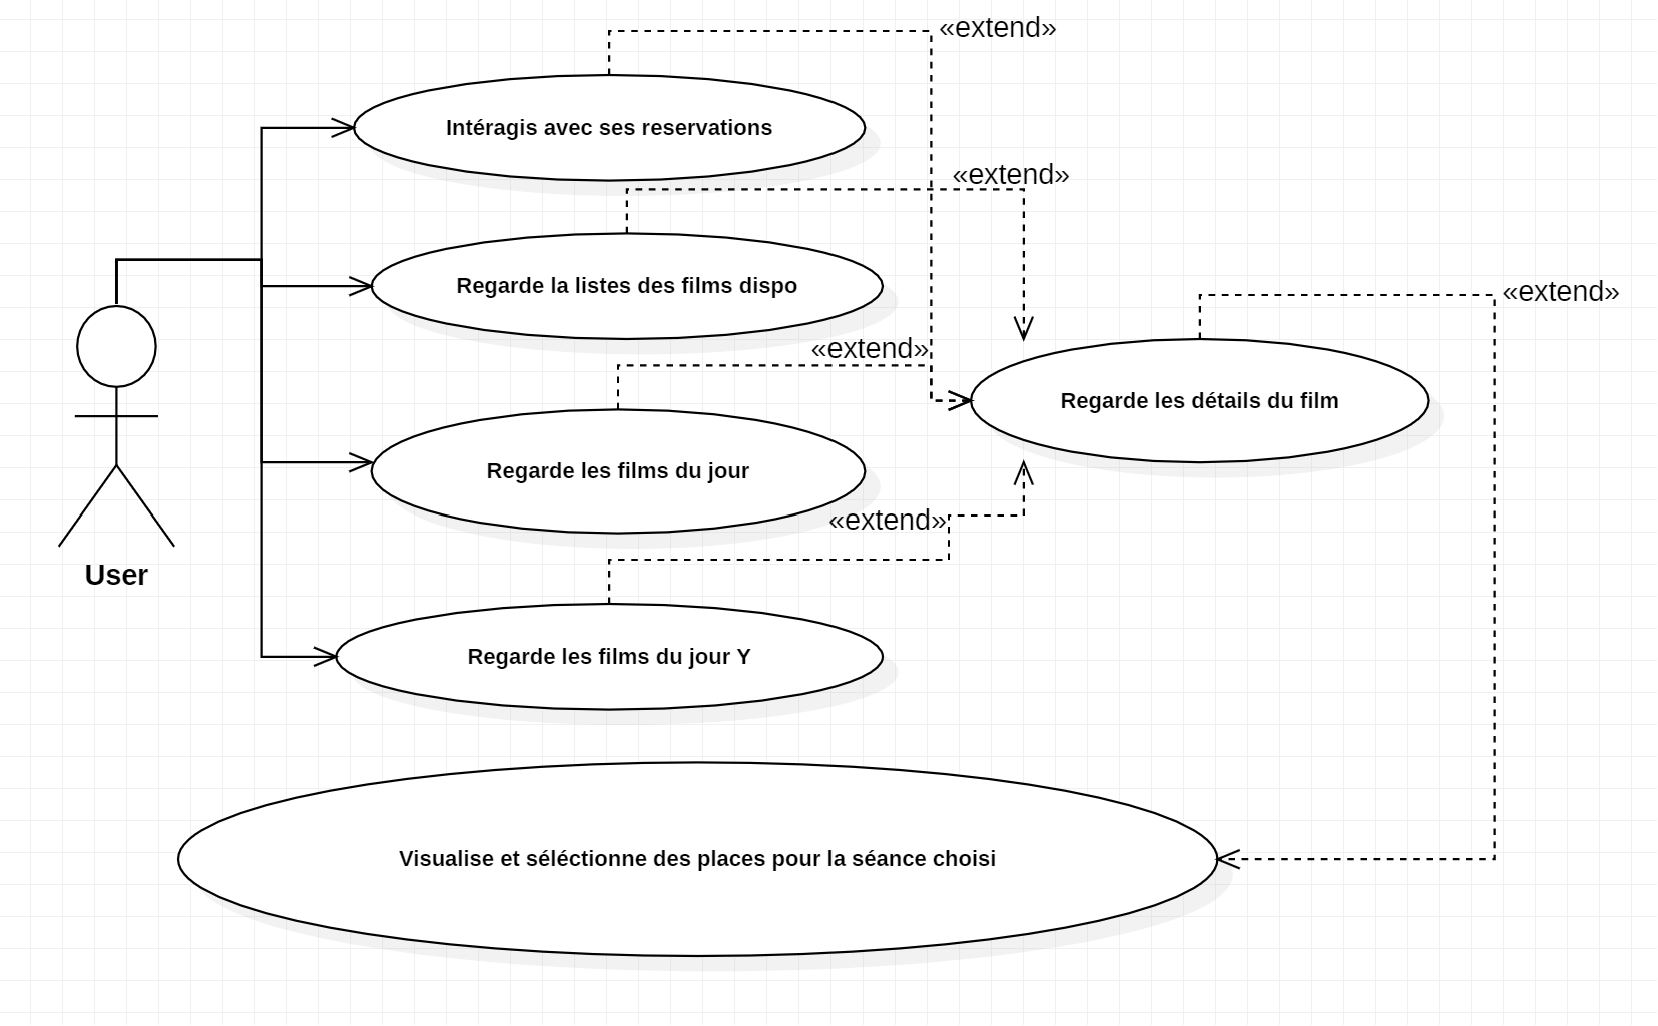 «extend»
Intéragis avec ses reservations
«extend»
Regarde la listes des films dispo
«extend»
«extend»
Regarde les détails du film
Regarde les films du jour
«extend»
User
Regarde les films du jour Y
Visualise et séléctionne des places pour la séance choisi